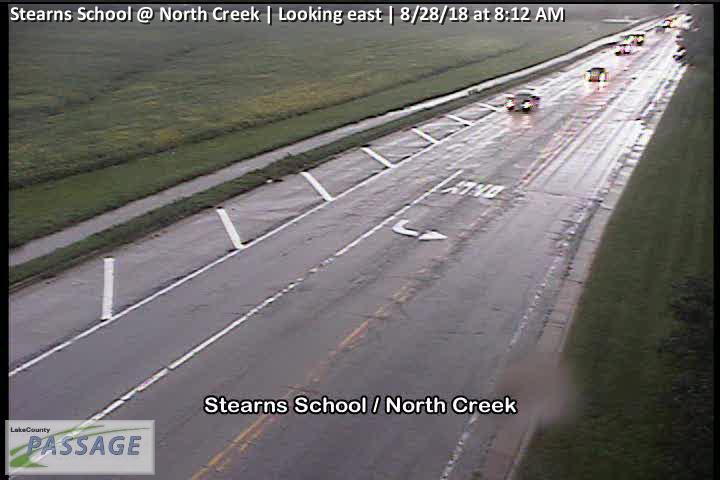 Stearns School @ North Creek | Looking east | 8/28/18 at 8:12 AM
ONLY
Stearns School / North Creek
LakeCounty
PASSAGE